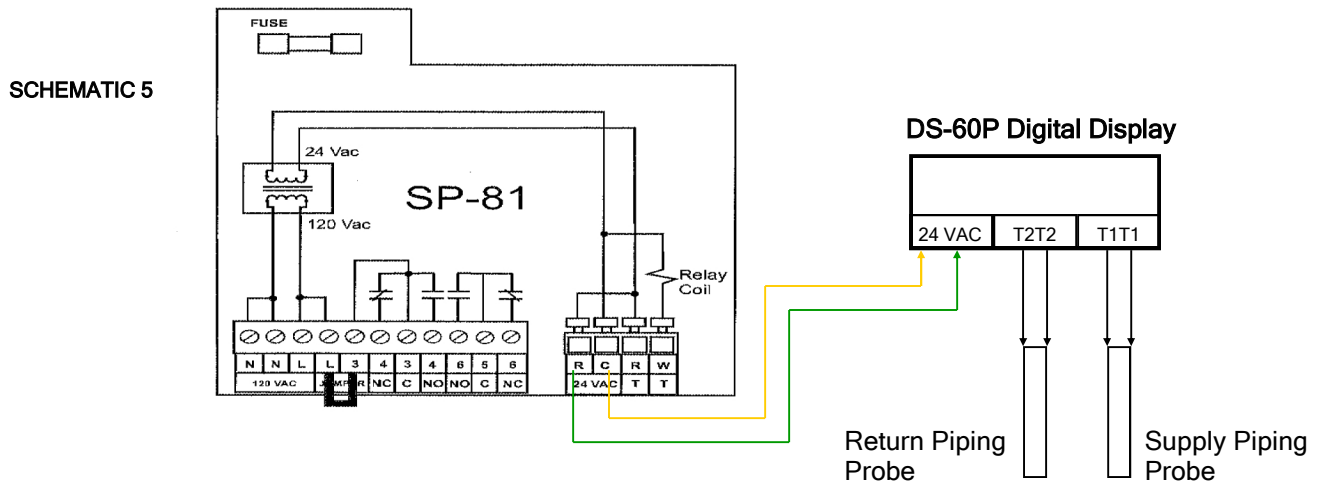 SCHEMATIC 5
FUSE
24 Vac
120 Vac
SP-81
Relay
Coil
N N L L 3 4 3 4 6 5 6
120 VAC NC C NO NO C NC
R C R W
24 VAC T T
DS-60P Digital Display
24 VAC T2T2 T1T1
Return Piping
Probe
Supply Piping
Probe